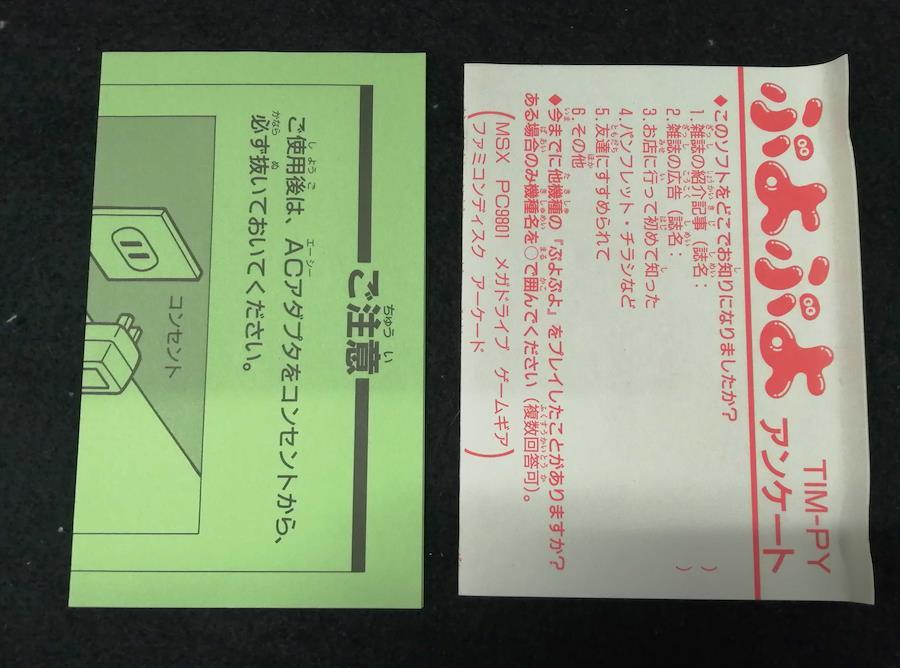 ご注意
ご使用後は、ACアダプタをコンセントから、
必ず抜いておいてください。
コンセント
ぷよぷよ アンケート
TIM-PY
◆このソフトをどこでお知りになりましたか?
1. 雑誌の紹介記事(誌名: )
2. 雑誌の広告(誌名: )
3. お店に行って初めて知った
4. パンフレット・チラシなど
5. 友達にすすめられて
6. その他
◆今までに他機種の『ぷよぷよ』をプレイしたことがありますか?
ある場合のみ機種名を○で囲んでください(複数回答可)。
(MSX PC9801 メガドライブ ゲームギア
ファミコンディスク アーケード)